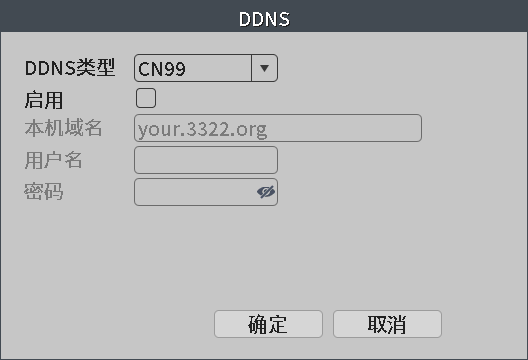 DDNS
DDNS类型 CN99
启用
本机域名 your.3322.org
用户名
密码
确定 取消